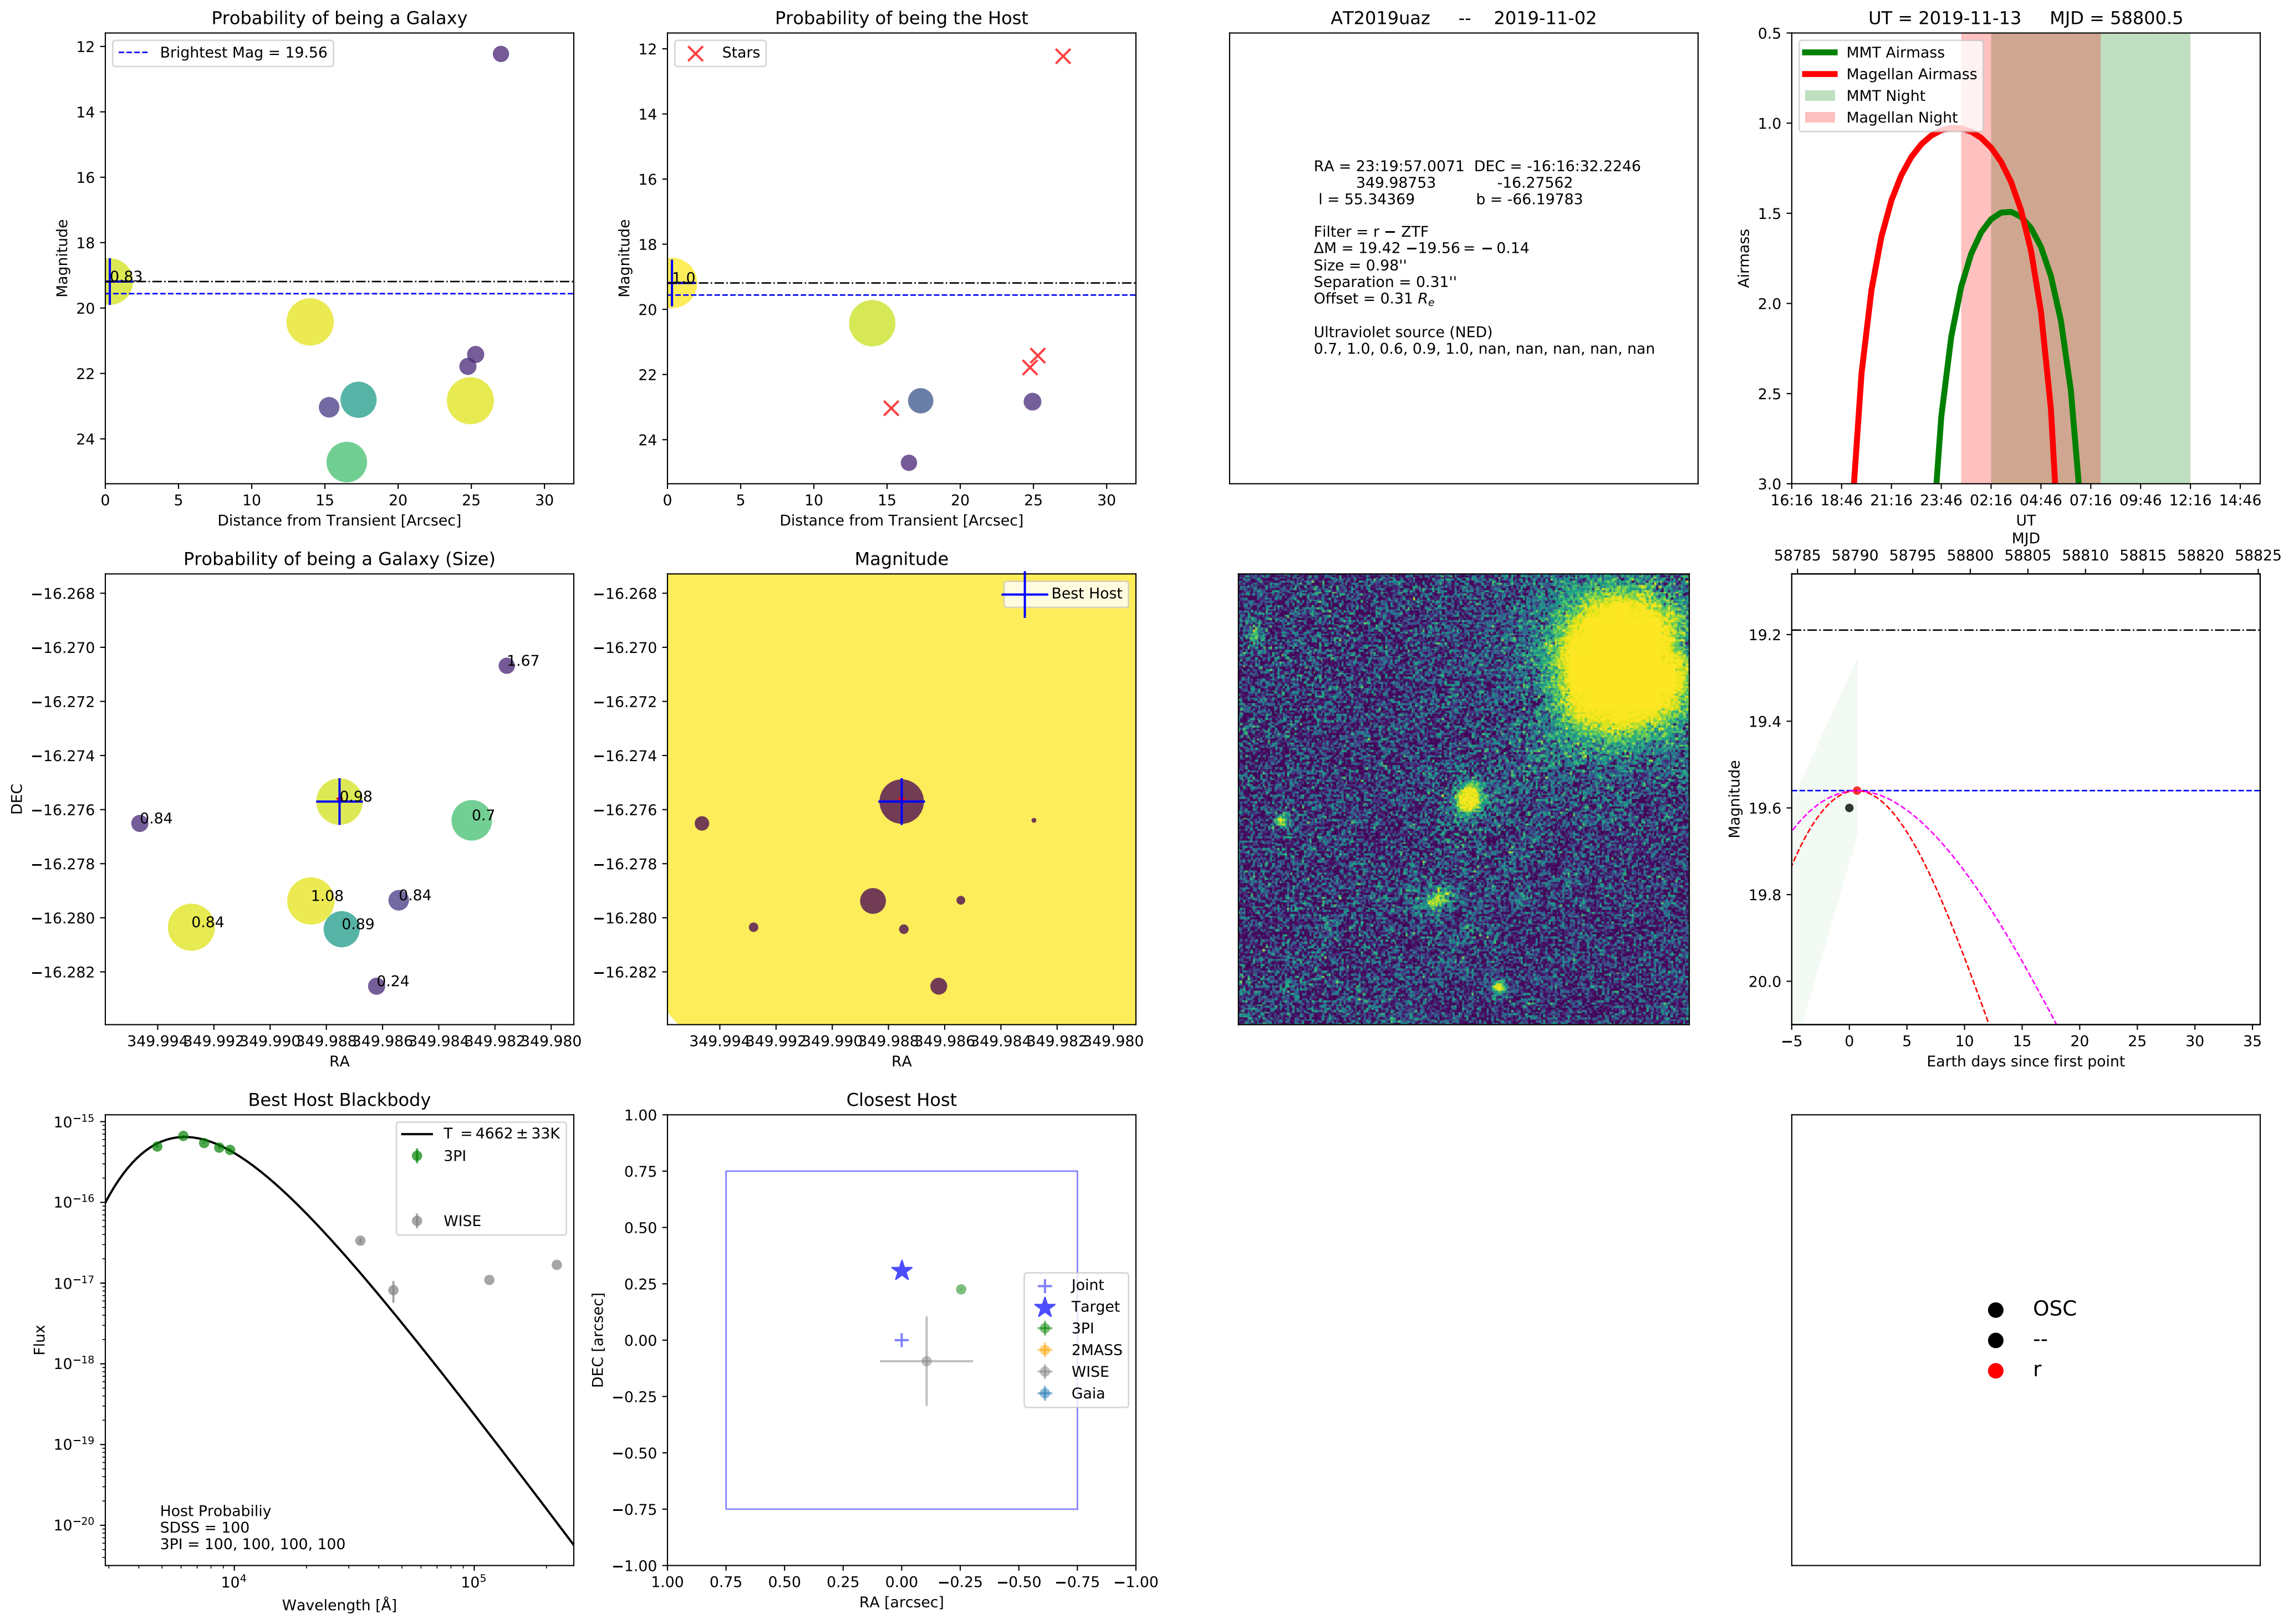 Probability of being a Galaxy
Brightest Mag = 19.56
0.83
12
14
16
18
20
22
24
Magnitude
0 5 10 15 20 25 30
Distance from Transient [Arcsec]
Probability of being the Host
Stars
1.0
12
14
16
18
20
22
24
Magnitude
0 5 10 15 20 25 30
Distance from Transient [Arcsec]
AT2019uaz -- 2019-11-02
RA = 23:19:57.0071 DEC = -16:16:32.2246
349.98753 -16.27562
l = 55.34369 b = -66.19783
Filter = r − ZTF
ΔM = 19.42 −19.56 = − 0.14
Size = 0.98''
Separation = 0.31''
Offset = 0.31 Re
Ultraviolet source (NED)
0.7, 1.0, 0.6, 0.9, 1.0, nan, nan, nan, nan, nan
UT = 2019-11-13 MJD = 58800.5
MMT Airmass
Magellan Airmass
MMT Night
Magellan Night
0.5
1.0
1.5
2.0
2.5
3.0
Airmass
16:16 18:46 21:16 23:46 02:16 04:46 07:16 09:46 12:16 14:46
UT
Probability of being a Galaxy (Size)
−16.268
−16.270
−16.272
−16.274
−16.276
−16.278
−16.280
−16.282
DEC
1.67
0.98
0.84
0.7
1.08
0.84
0.84
0.89
0.24
349.994 349.992 349.990 349.988 349.986 349.984 349.982 349.980
RA
Magnitude
Best Host
−16.268
−16.270
−16.272
−16.274
−16.276
−16.278
−16.280
−16.282
349.994 349.992 349.990 349.988 349.986 349.984 349.982 349.980
RA
MJD
58785 58790 58795 58800 58805 58810 58815 58820 58825
19.2
19.4
19.6
19.8
20.0
Magnitude
−5 0 5 10 15 20 25 30 35
Earth days since first point
Best Host Blackbody
T = 4662 ± 33K
3PI
WISE
10−15
10−16
10−17
10−18
10−19
10−20
Flux
Host Probabiliy
SDSS = 100
3PI = 100, 100, 100, 100
104 105
Wavelength [Å]
Closest Host
1.00
0.75
0.50
0.25
0.00
−0.25
−0.50
−0.75
−1.00
DEC [arcsec]
Joint
Target
3PI
2MASS
WISE
Gaia
1.00 0.75 0.50 0.25 0.00 −0.25 −0.50 −0.75 −1.00
RA [arcsec]
OSC
--
r